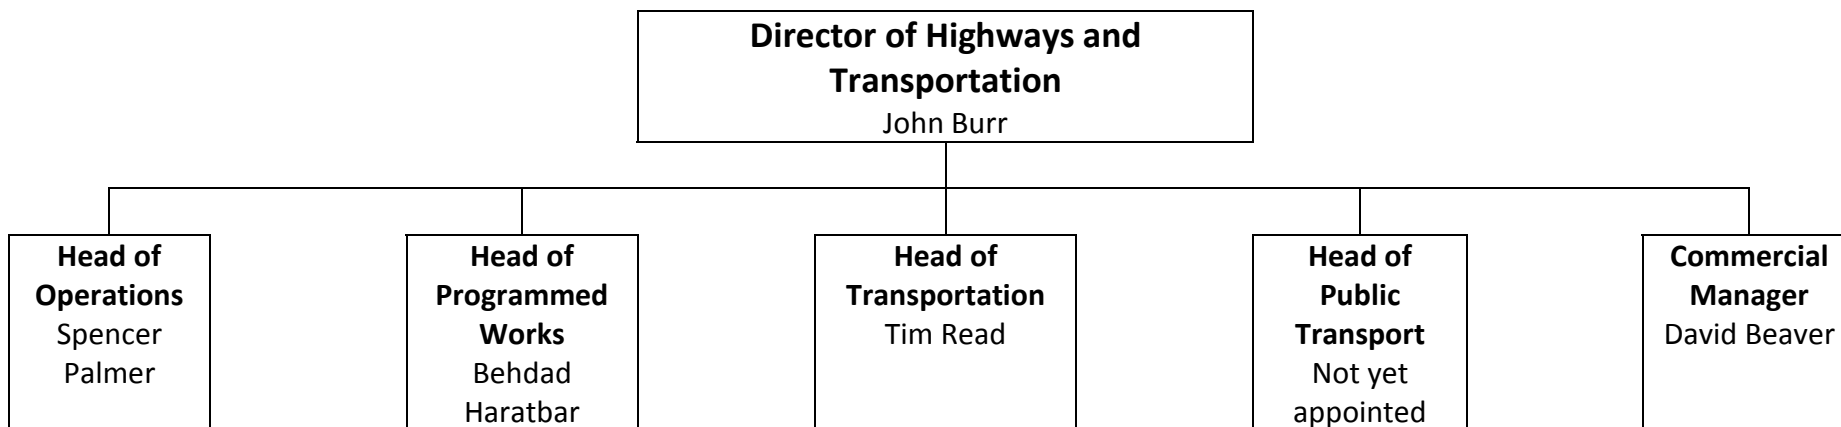 Director of Highways and
Transportation
John Burr
Head of
Operations
Spencer
Palmer
Head of
Programmed
Works
Behdad
Haratbar
Head of
Transportation
Tim Read
Head of
Public
Transport
Not yet
appointed
Commercial
Manager
David Beaver